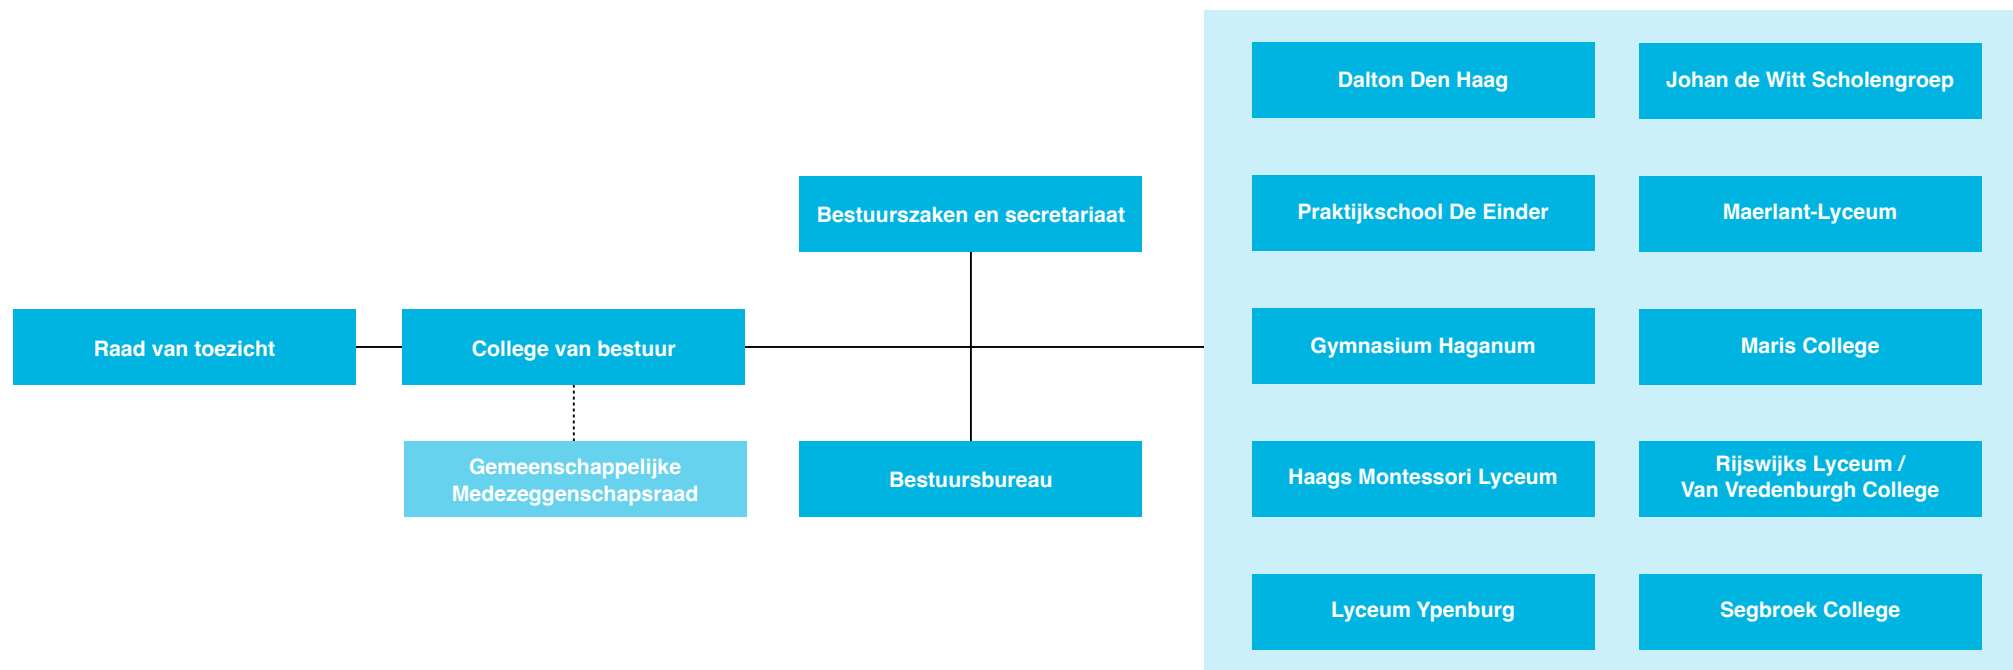 Raad van toezicht
College van bestuur
Gemeenschappelijke
Medezeggenschapsraad
Bestuurszaken en secretariaat
Bestuursbureau
Dalton Den Haag
Johan de Witt Scholengroep
Praktijkschool De Einder
Maerlant-Lyceum
Gymnasium Haganum
Maris College
Haags Montessori Lyceum
Rijswijks Lyceum /
Van Vredenburgh College
Lyceum Ypenburg
Segbroek College